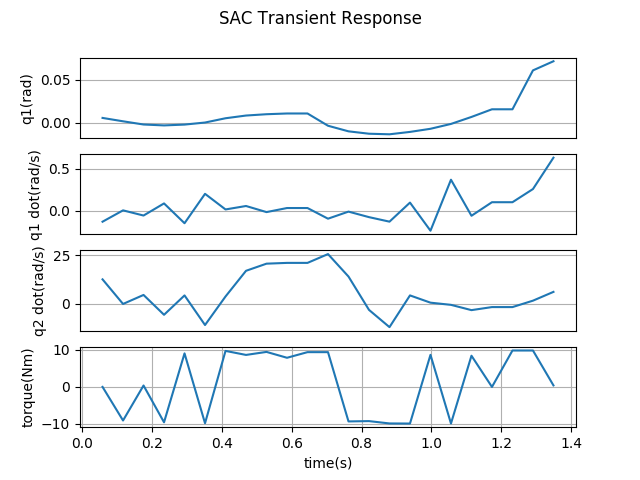 SAC Transient Response
q1(rad)
0.05
0.00
q1 dot(rad/s)
0.5
0.0
q2 dot(rad/s)
25
0
torque(Nm)
10
0
−10
0.0 0.2 0.4 0.6 0.8 1.0 1.2 1.4
time(s)